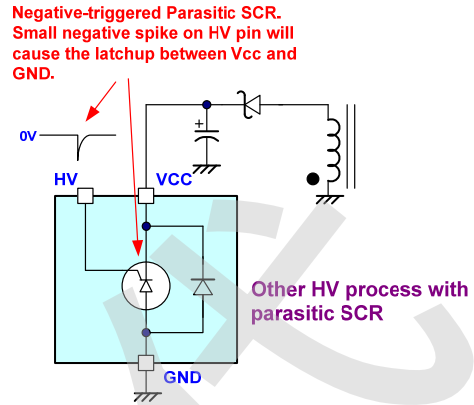 Negative-triggered Parasitic SCR.
Small negative spike on HV pin will
cause the latchup between Vcc and
GND.
0V
+
HV
VCC
Other HV process with
parasitic SCR
GND